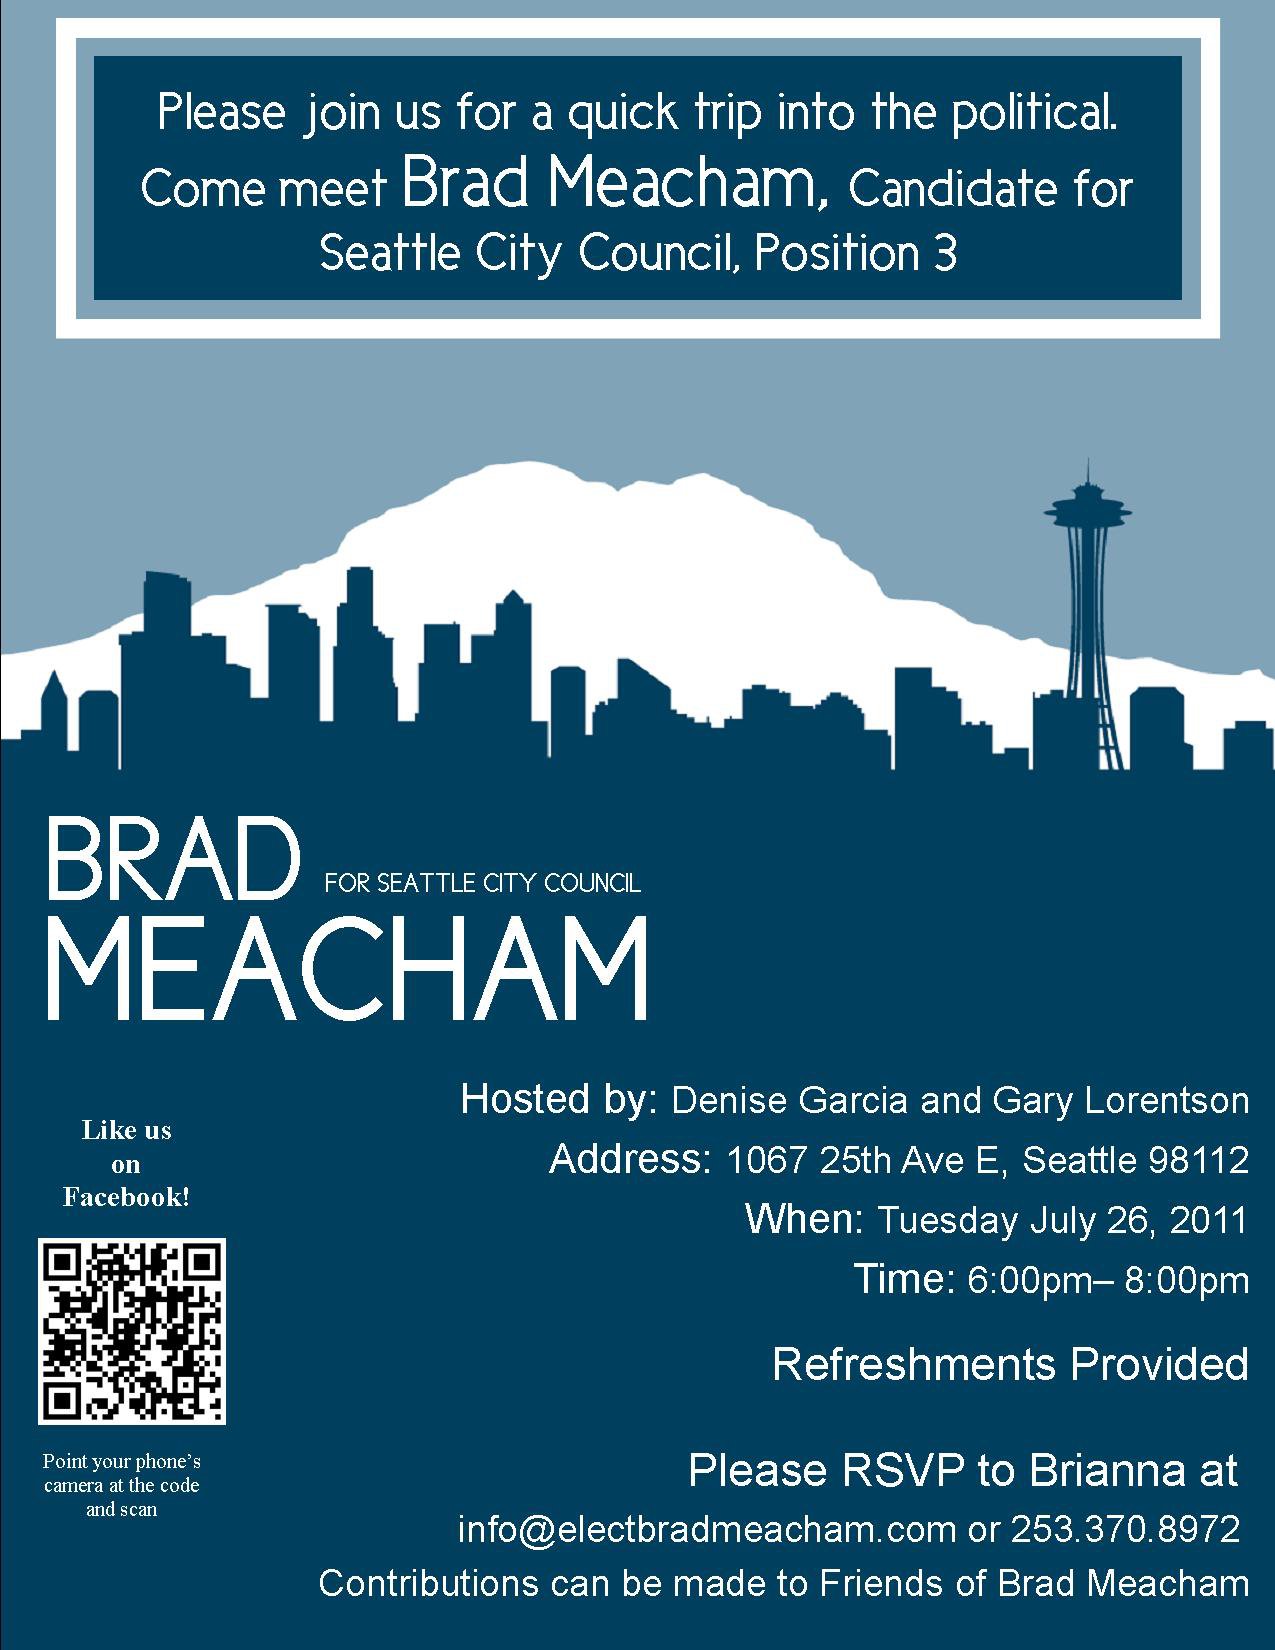 Please join us for a quick trip into the political.
Come meet Brad Meacham, Candidate for
Seattle City Council, Position 3
BRAD FOR SEATTLE CITY COUNCIL
MEACHAM
Hosted by: Denise Garcia and Gary Lorentson
Address: 1067 25th Ave E, Seattle 98112
When: Tuesday July 26, 2011
Time: 6:00pm– 8:00pm
Refreshments Provided
Please RSVP to Brianna at
info@electbradmeacham.com or 253.370.8972
Contributions can be made to Friends of Brad Meacham
Like us
on
Facebook!
Point your phone's
camera at the code
and scan